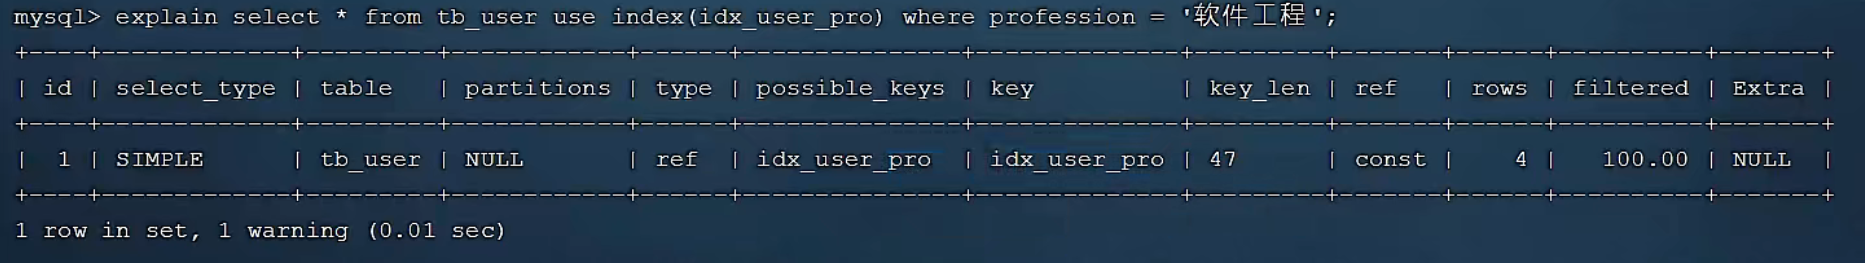 mysql> explain select * from tb_user use index(idx_user_pro) where profession = '软件工程';
+----+-------------+---------+------------+------+---------------+--------------+---------+-------+------+----------+-------+
| id | select_type | table | partitions | type | possible_keys | key | key_len | ref | rows | filtered | Extra |
+----+-------------+---------+------------+------+---------------+--------------+---------+-------+------+----------+-------+
| 1 | SIMPLE | tb_user | NULL | ref | idx_user_pro | idx_user_pro | 47 | const | 4 | 100.00 | NULL |
+----+-------------+---------+------------+------+---------------+--------------+---------+-------+------+----------+-------+
1 row in set, 1 warning (0.01 sec)